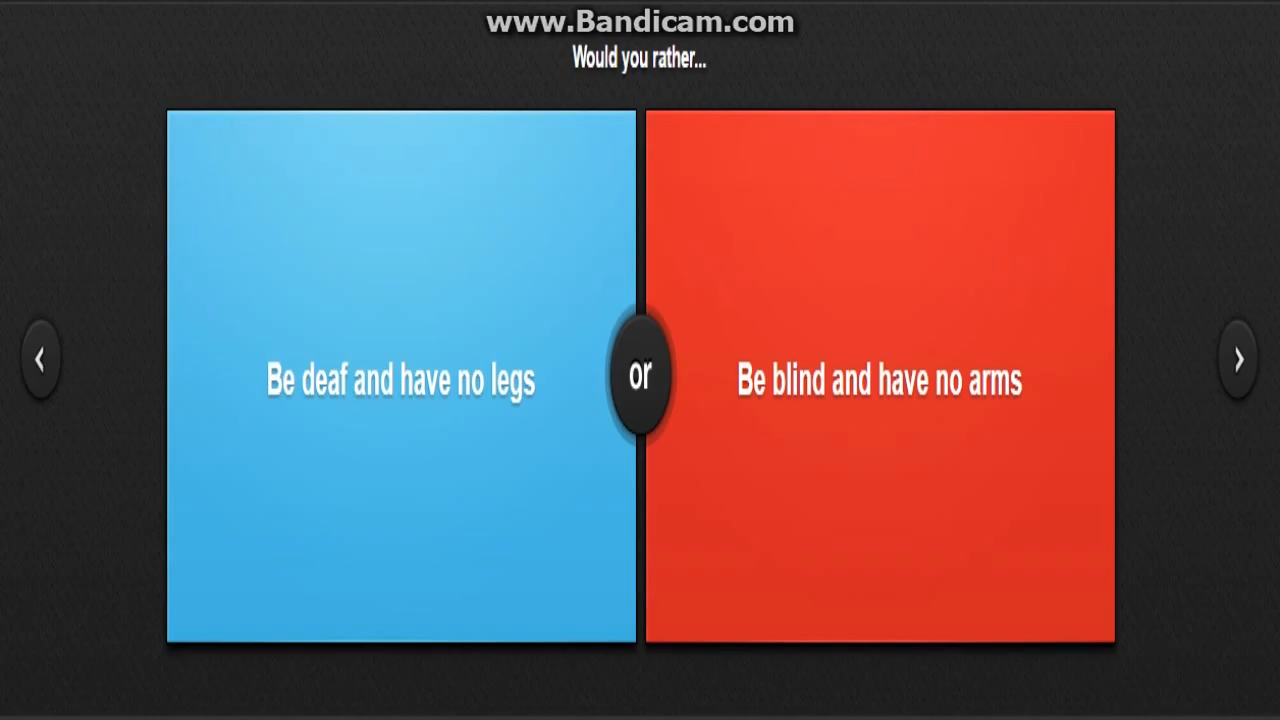 www.Bandicam.com
Would you rather...
Be deaf and have no legs
or
Be blind and have no arms